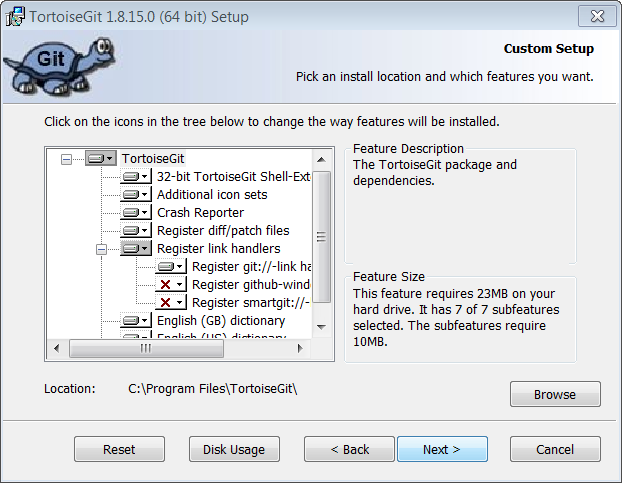 TortoiseGit 1.8.15.0 (64 bit) Setup
Git
Custom Setup
Pick an install location and which features you want.
Click on the icons in the tree below to change the way features will be installed.
TortoiseGit
32-bit TortoiseGit Shell-Ext
Additional icon sets
Crash Reporter
Register diff/patch files
Register link handlers
Register git://-link ha
Register github-wind
Register smartgit://-
English (GB) dictionary
English (US) dictionary
Feature Description
The TortoiseGit package and
dependencies.
Feature Size
This feature requires 23MB on your
hard drive. It has 7 of 7 subfeatures
selected. The subfeatures require
10MB.
Location: C:\Program Files\TortoiseGit\
Browse
Reset
Disk Usage
< Back
Next >
Cancel